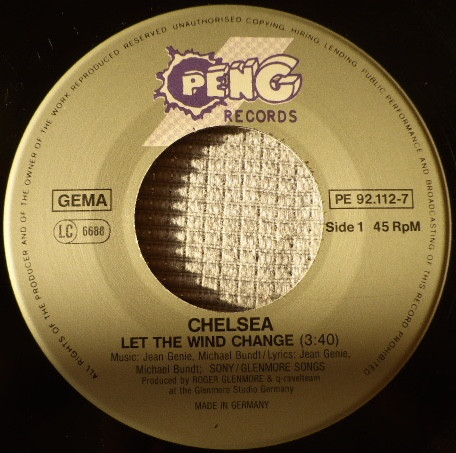 ALL RIGHTS OF THE PRODUCER AND OF THE OWNER OF THE WORK REPRODUCED RESERVED UNAUTHORISED COPYING, HIRING, LENDING, PUBLIC PERFORMANCE AND BROADCASTING OF THIS RECORD PROHIBITED
PENG
RECORDS
GEMA
LC 6688
PE 92.112-7
Side 1 45 RpM
CHELSEA
LET THE WIND CHANGE (3:40)
Music: Jean Genie, Michael Bundt/Lyrics: Jean Genie,
Michael Bundt; SONY/GLENMORE SONGS
Produced by ROGER GLENMORE & q-ravelteam
at the Glenmore Studio Germany
MADE IN GERMANY